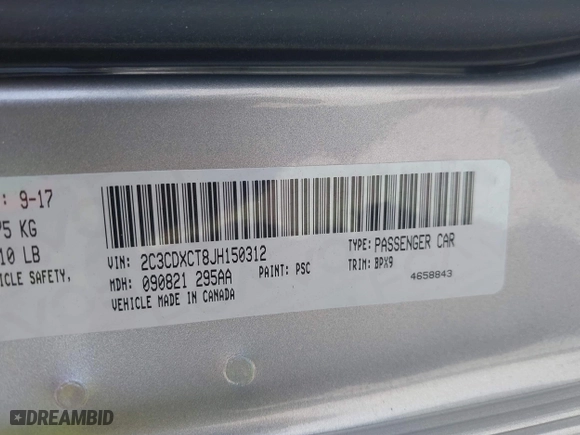 : 9-17
75 KG
10 LB
ICLE SAFETY,
VIN: 2C3CDXCT8JH150312
TYPE: PASSENGER CAR
MDH: 090821 295AA
PAINT: PSC
TRIM: BPX9
VEHICLE MADE IN CANADA
4658843
DREAMBID